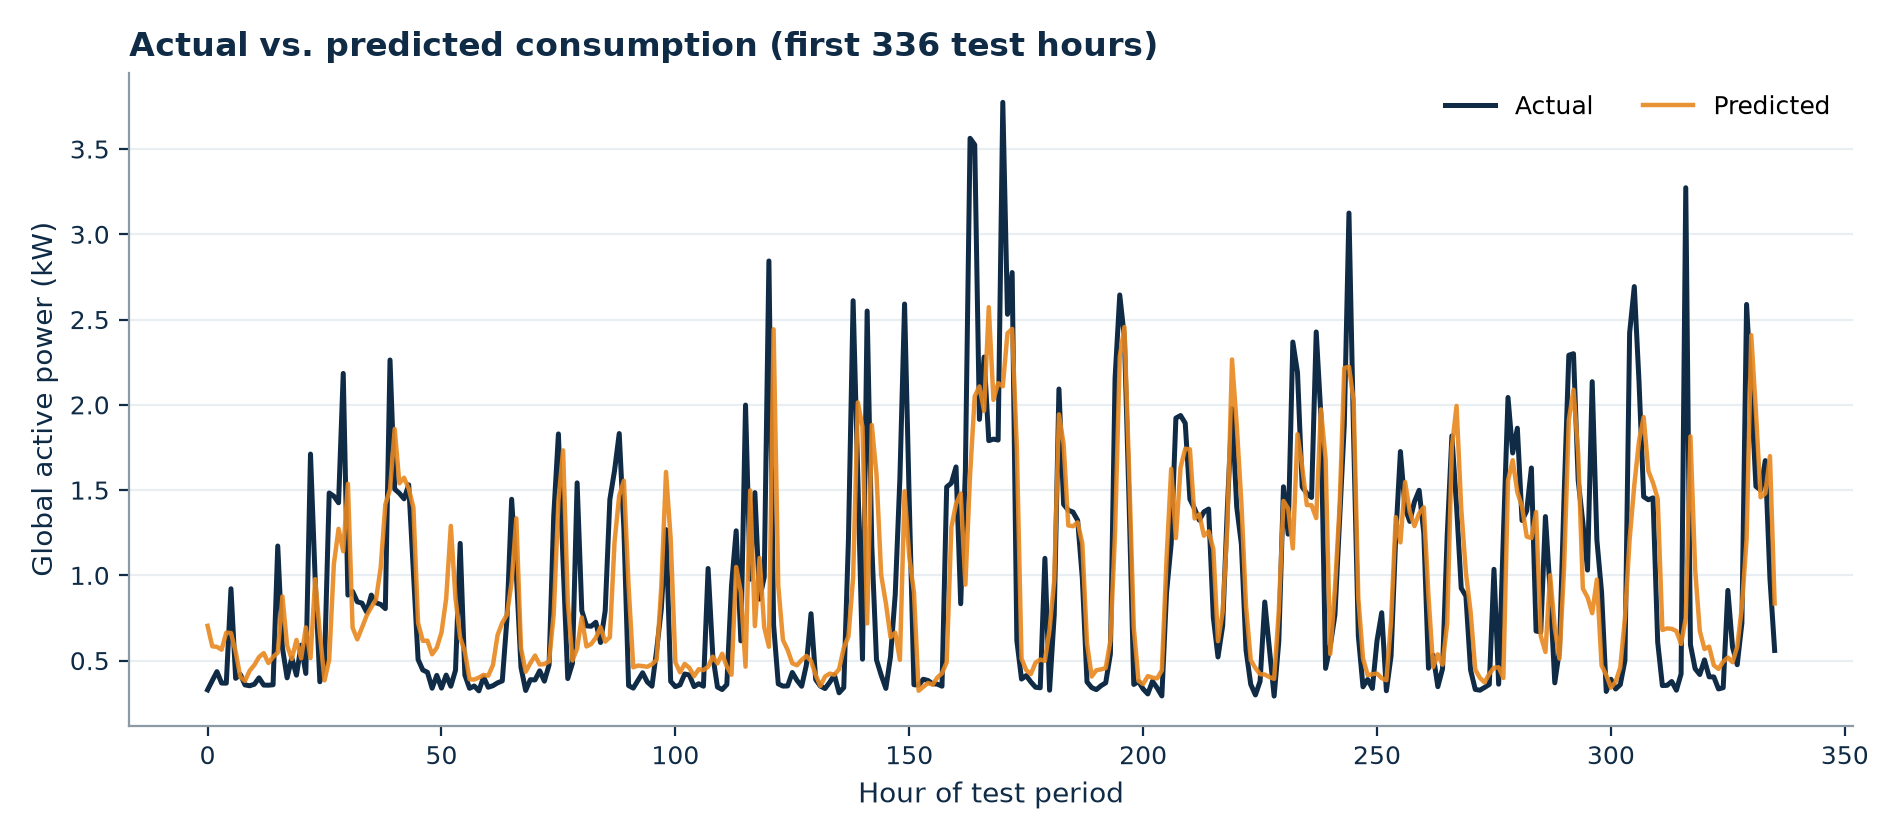 Actual vs. predicted consumption (first 336 test hours)
Actual Predicted
Global active power (kW)
3.5
3.0
2.5
2.0
1.5
1.0
0.5
0 50 100 150 200 250 300 350
Hour of test period